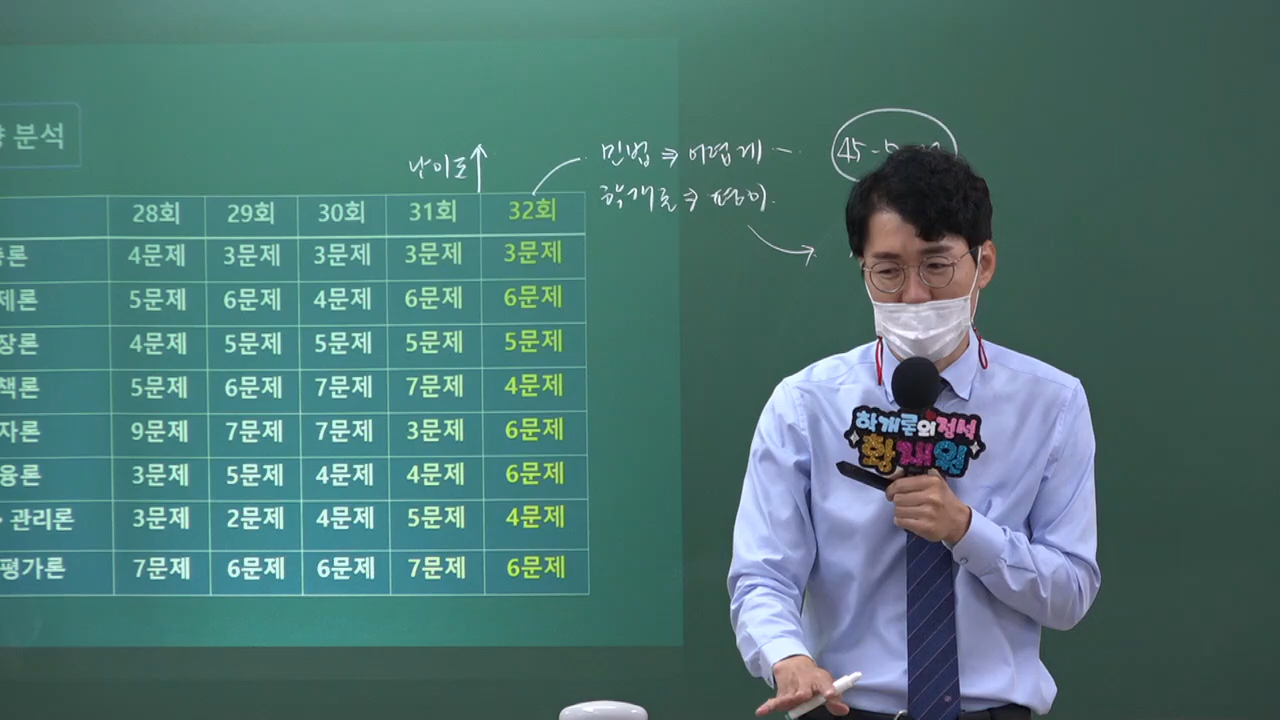 분석
난이도↑
민법 ⇒ 어렵게 -
학개론 ⇒ 평이.
28회 29회 30회 31회 32회
총론 4문제 3문제 3문제 3문제 3문제
제론 5문제 6문제 4문제 6문제 6문제
장론 4문제 5문제 5문제 5문제 5문제
책론 5문제 6문제 7문제 7문제 4문제
자론 9문제 7문제 7문제 3문제 6문제
융론 3문제 5문제 4문제 4문제 6문제
· 관리론 3문제 2문제 4문제 5문제 4문제
평가론 7문제 6문제 6문제 7문제 6문제
하개론의정석
황재원